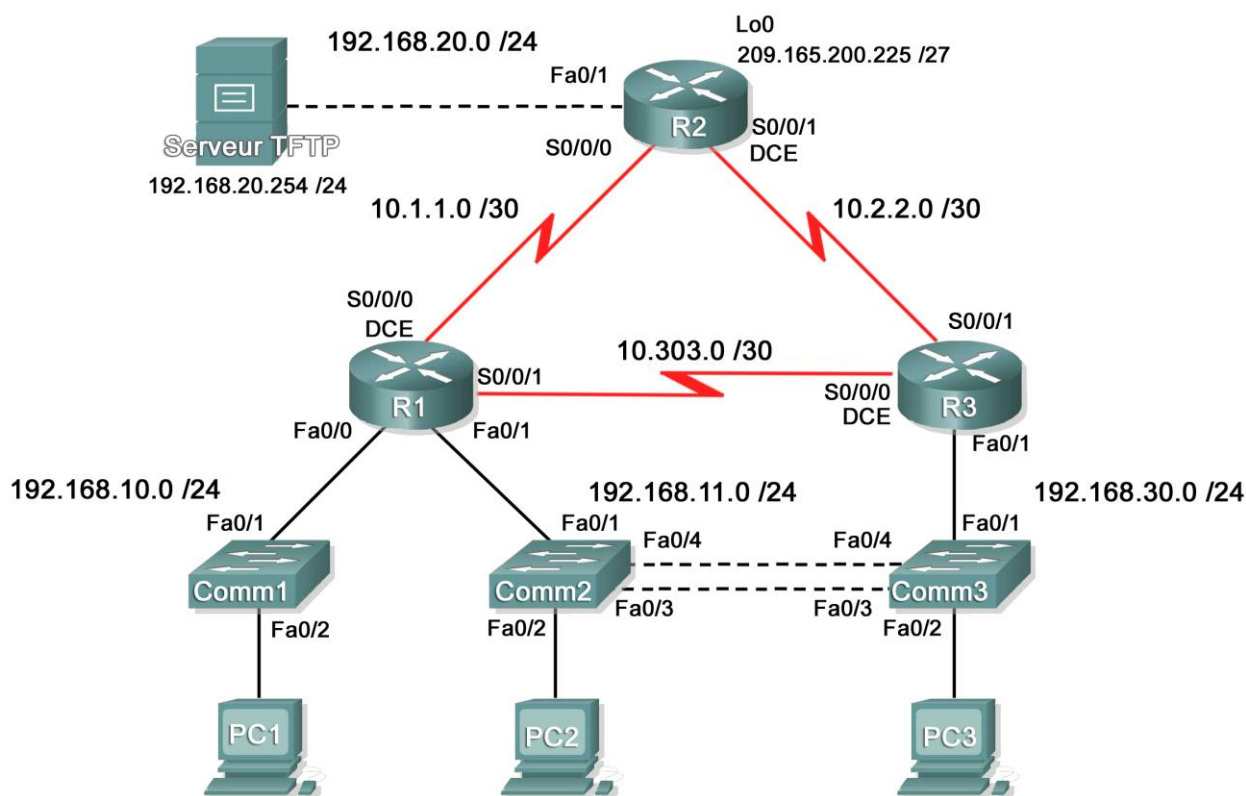 Lo0
192.168.20.0 /24
209.165.200.225 /27
Fa0/1
R2
S0/0/1
DCE
Serveur TFTP
S0/0/0
192.168.20.254 /24
10.1.1.0 /30
10.2.2.0 /30
S0/0/0
DCE
S0/0/1
10.303.0 /30
S0/0/1
S0/0/0
DCE
R1
R3
Fa0/0
Fa0/1
Fa0/1
192.168.10.0 /24
192.168.11.0 /24
192.168.30.0 /24
Fa0/1
Fa0/1
Fa0/1
Fa0/4
Fa0/4
Comm1
Comm2
Comm3
Fa0/3
Fa0/3
Fa0/2
Fa0/2
Fa0/2
PC1
PC2
PC3